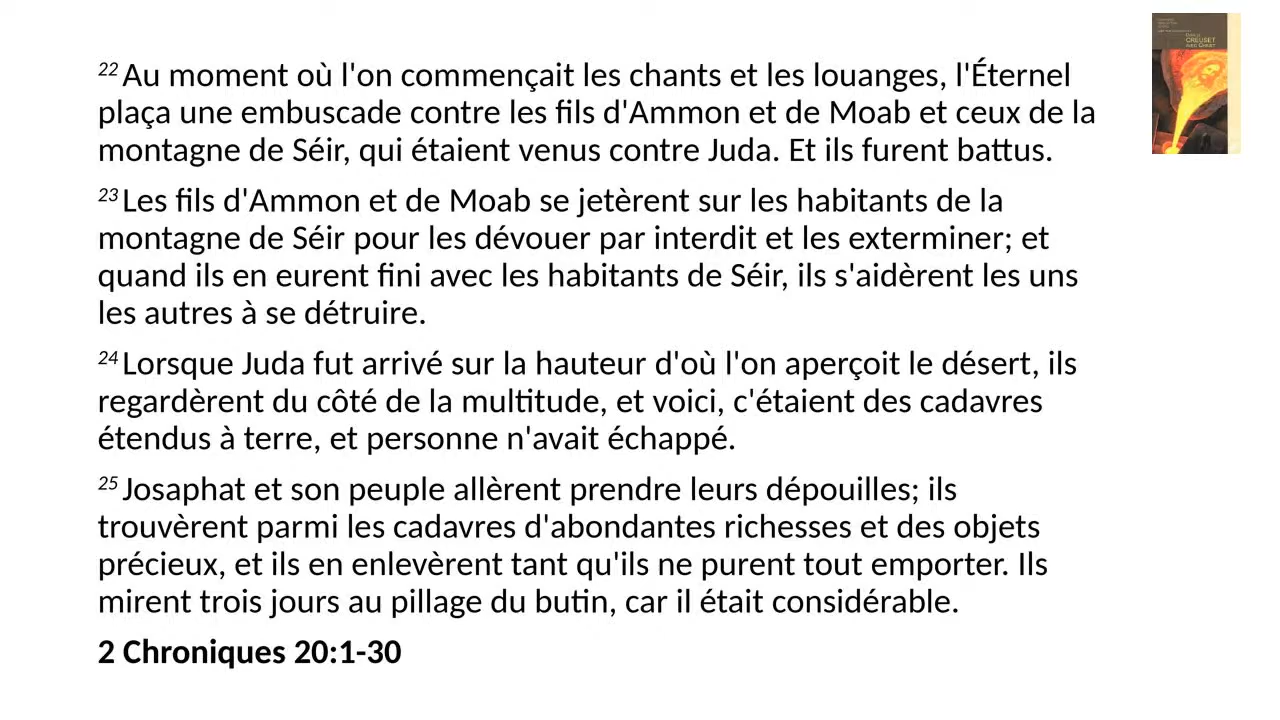 22 Au moment où l'on commençait les chants et les louanges, l'Éternel
plaça une embuscade contre les fils d'Ammon et de Moab et ceux de la
montagne de Séir, qui étaient venus contre Juda. Et ils furent battus.
23 Les fils d'Ammon et de Moab se jetèrent sur les habitants de la
montagne de Séir pour les dévouer par interdit et les exterminer; et
quand ils en eurent fini avec les habitants de Séir, ils s'aidèrent les uns
les autres à se détruire.
24 Lorsque Juda fut arrivé sur la hauteur d'où l'on aperçoit le désert, ils
regardèrent du côté de la multitude, et voici, c'étaient des cadavres
étendus à terre, et personne n'avait échappé.
25 Josaphat et son peuple allèrent prendre leurs dépouilles; ils
trouvèrent parmi les cadavres d'abondantes richesses et des objets
précieux, et ils en enlevèrent tant qu'ils ne purent tout emporter. Ils
mirent trois jours au pillage du butin, car il était considérable.
2 Chroniques 20:1-30
CREUSET
AVEC CHRIST